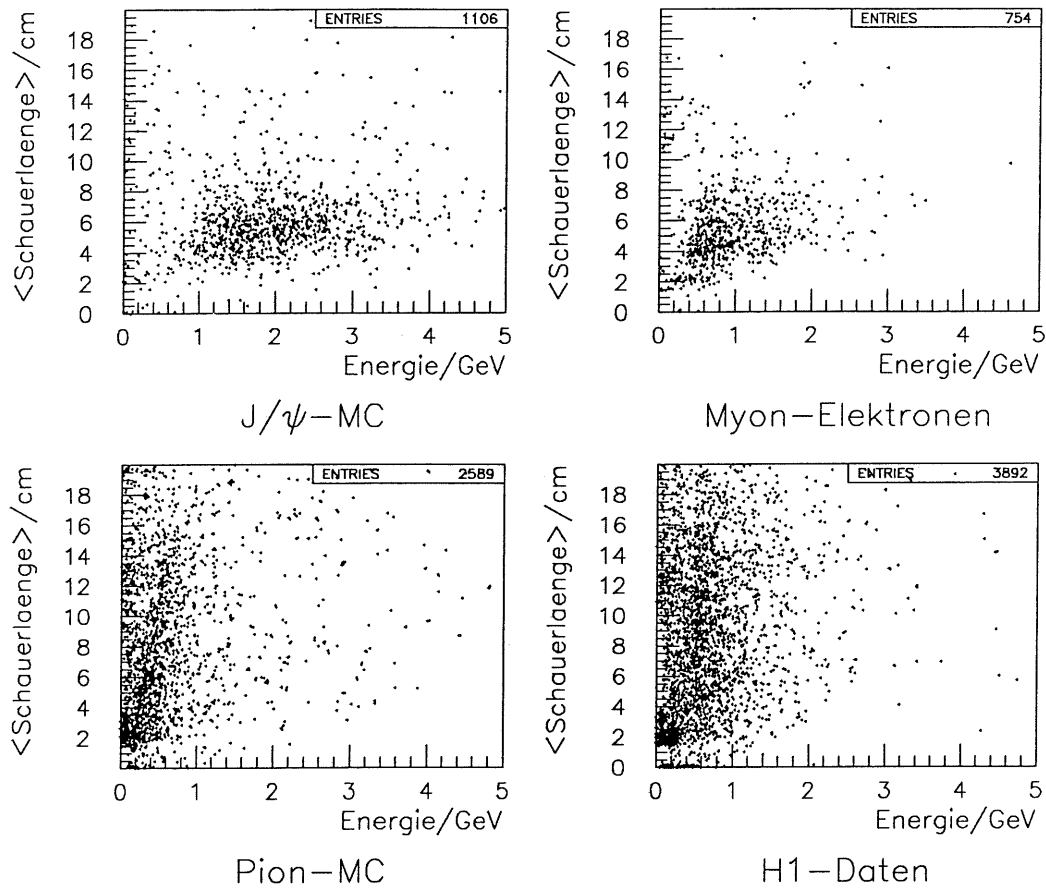 ENTRIES 1106
<Schauerlaenge>/cm
18
16
14
12
10
8
6
4
2
0
0 1 2 3 4 5
Energie/GeV
J/ψ-MC
ENTRIES 754
<Schauerlaenge>/cm
18
16
14
12
10
8
6
4
2
0
0 1 2 3 4 5
Energie/GeV
Myon-Elektronen
ENTRIES 2589
<Schauerlaenge>/cm
18
16
14
12
10
8
6
4
2
0 1 2 3 4 5
Energie/GeV
Pion-MC
ENTRIES 3892
<Schauerlaenge>/cm
18
16
14
12
10
8
6
4
2
0
0 1 2 3 4 5
Energie/GeV
H1-Daten